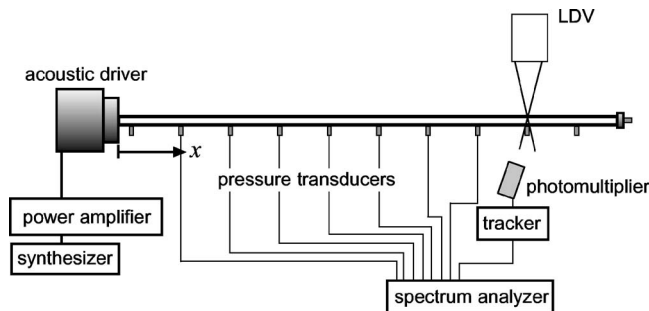 LDV
acoustic driver
x
pressure transducers
photomultiplier
power amplifier
tracker
synthesizer
spectrum analyzer